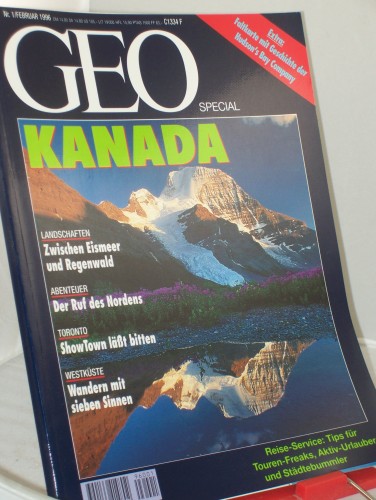 Nr. 1/FEBRUAR 1996
C1334 F
Extra:
Faltkarte mit Geschichte der
Hudson's Bay Company
GEO
SPECIAL
KANADA
LANDSCHAFTEN
Zwischen Eismeer
und Regenwald
ABENTEUER
Der Ruf des Nordens
TORONTO
ShowTown läßt bitten
WESTKÜSTE
Wandern mit
sieben Sinnen
Reise-Service: Tips für
Touren-Freaks, Aktiv-Urlauber
und Städtebummler